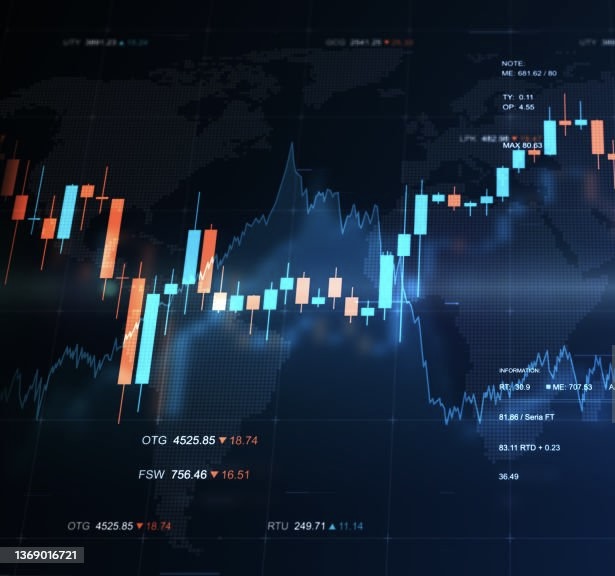 NOTE:
ME: 681.62 / 80
TY: 0.11
OP: 4.55
MAX 80.63
INFORMATION:
RT: 38.9 ■ ME: 707.53
81.86 / Seria FT
83.11 RTD + 0.23
36.49
OTG 4525.85 ▼ 18.74
FSW 756.46 ▼ 16.51
OTG 4525.85 ▼ 18.74 RTU 249.71 ▲ 11.14
1369016721